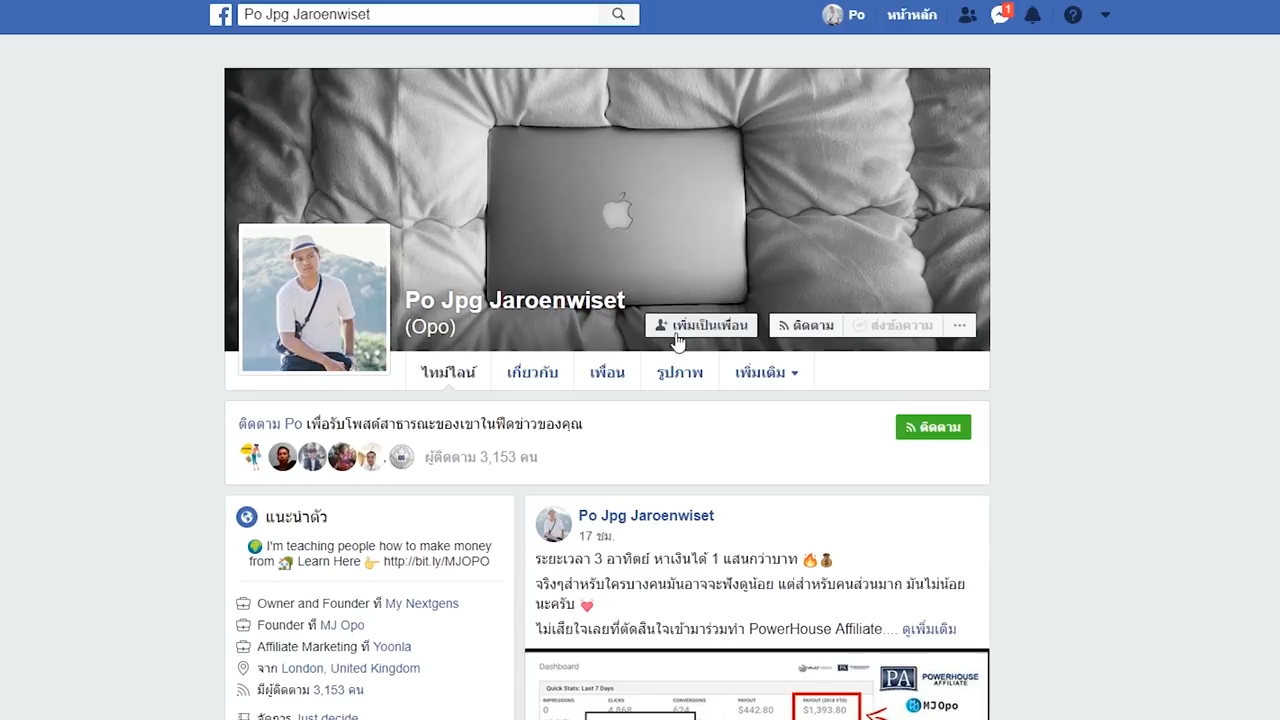 Po Jpg Jaroenwiset
Po
หน้าหลัก
1
Po Jpg Jaroenwiset
(Opo)
เพิ่มเป็นเพื่อน
ติดตาม
ส่งข้อความ
ไทม์ไลน์
เกี่ยวกับ
เพื่อน
รูปภาพ
เพิ่มเติม
ติดตาม Po เพื่อรับโพสต์สาธารณะของเขาในฟีดข่าวของคุณ
ติดตาม
ผู้ติดตาม 3,153 คน
แนะนำตัว
I'm teaching people how to make money
from Learn Here http://bit.ly/MJOPO
Owner and Founder ที่ My Nextgens
Founder ที่ MJ Opo
Affiliate Marketing ที่ Yoonla
จาก London, United Kingdom
มีผู้ติดตาม 3,153 คน
จัดการ Just decide
Po Jpg Jaroenwiset
17 ชม.
ระยะเวลา 3 อาทิตย์ หาเงินได้ 1 แสนกว่าบาท
จริงๆสำหรับใครบางคนมันอาจจะฟังดูน้อย แต่สำหรับคนส่วนมาก มันไม่น้อย
นะครับ
ไม่เสียใจเลยที่ตัดสินใจเข้ามาร่วมทำ PowerHouse Affiliate.... ดูเพิ่มเติม
Dashboard
PA POWERHOUSE
AFFILIATE
Quick Stats: Last 7 Days
IMPRESSIONS
CLICKS
CONVERSIONS
PAYOUT
PAYOUT (2018 YTD)
0
4,868
624
$442.80
$1,393.80
MJ Opo